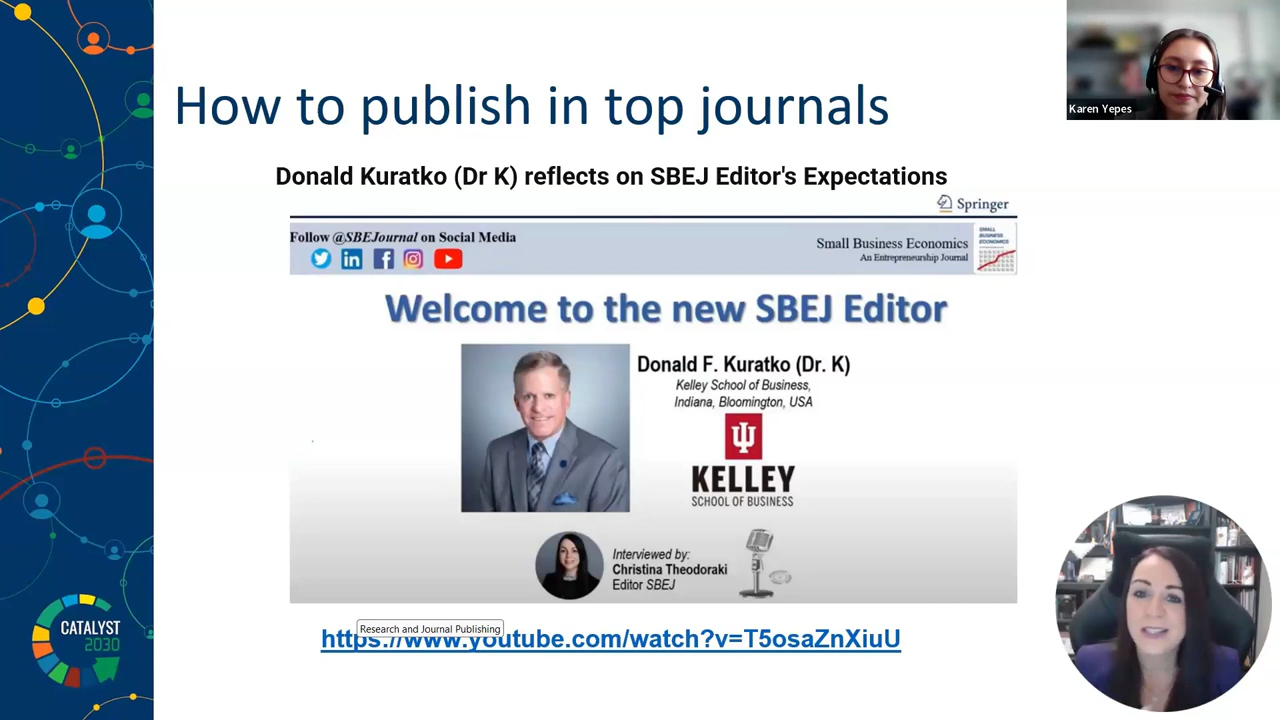 How to publish in top journals
Karen Yepes
Donald Kuratko (Dr K) reflects on SBEJ Editor's Expectations
Springer
Follow @SBEJournal on Social Media
Small Business Economics
An Entrepreneurship Journal
SMALL
BUSINESS
ECONOMICS
Welcome to the new SBEJ Editor
Donald F. Kuratko (Dr. K)
Kelley School of Business,
Indiana, Bloomington, USA
KELLEY
SCHOOL OF BUSINESS
Interviewed by:
Christina Theodoraki
Editor SBEJ
Research and Journal Publishing
https://www.youtube.com/watch?v=T5osaZnXiuU
CATALYST
2030